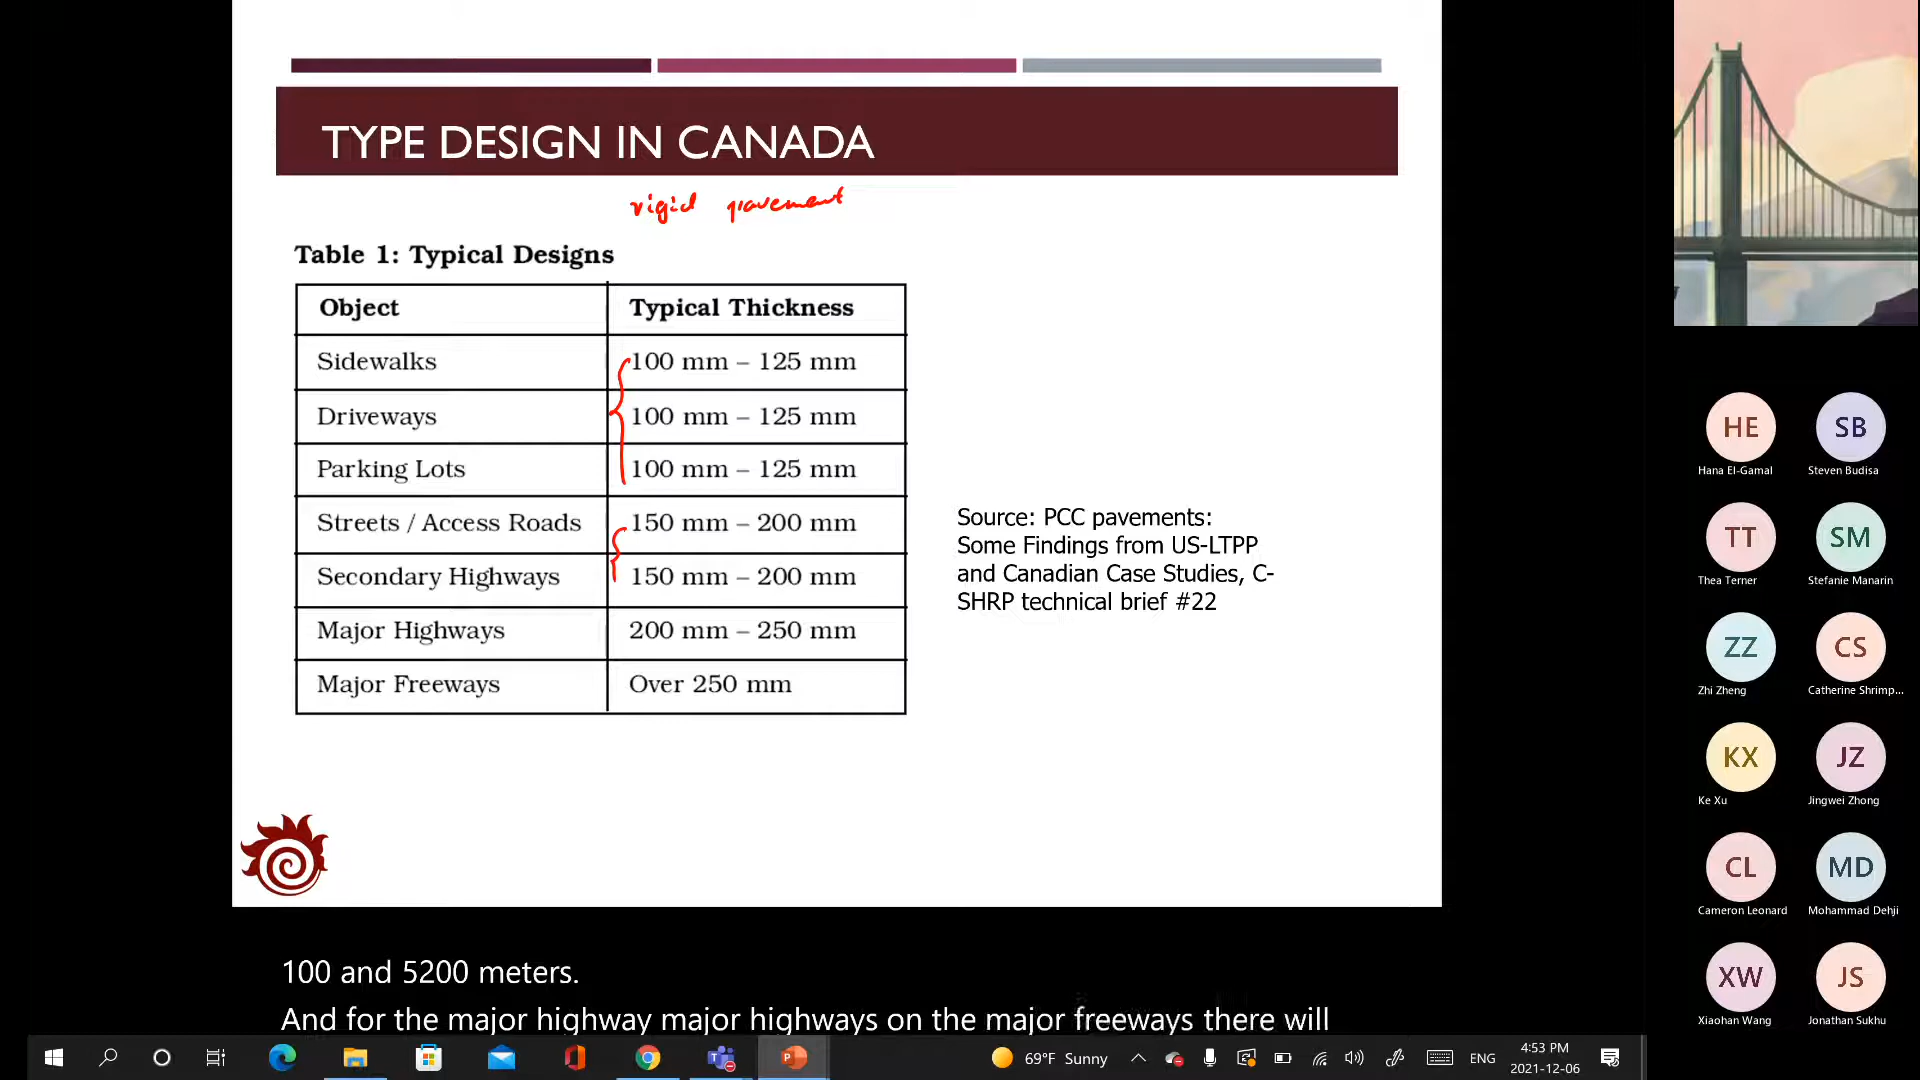 TYPE DESIGN IN CANADA
rigid pavement
Table 1: Typical Designs
Object Typical Thickness
Sidewalks 100 mm – 125 mm
Driveways 100 mm – 125 mm
Parking Lots 100 mm – 125 mm
Streets / Access Roads 150 mm – 200 mm
Secondary Highways 150 mm – 200 mm
Major Highways 200 mm – 250 mm
Major Freeways Over 250 mm
Source: PCC pavements:
Some Findings from US-LTPP
and Canadian Case Studies, C-
SHRP technical brief #22
HE SB
Hana El-Gamal Steven Budisa
TT SM
Thea Terner Stefanie Manarin
ZZ CS
Zhi Zheng Catherine Shrimp...
KX JZ
Ke Xu Jingwei Zhong
CL MD
Cameron Leonard Mohammad Dehji
XW JS
Xiaohan Wang Jonathan Sukhu
100 and 5200 meters.
And for the major highway major highways on the major freeways there will
69°F Sunny ENG 4:53 PM
2021-12-06